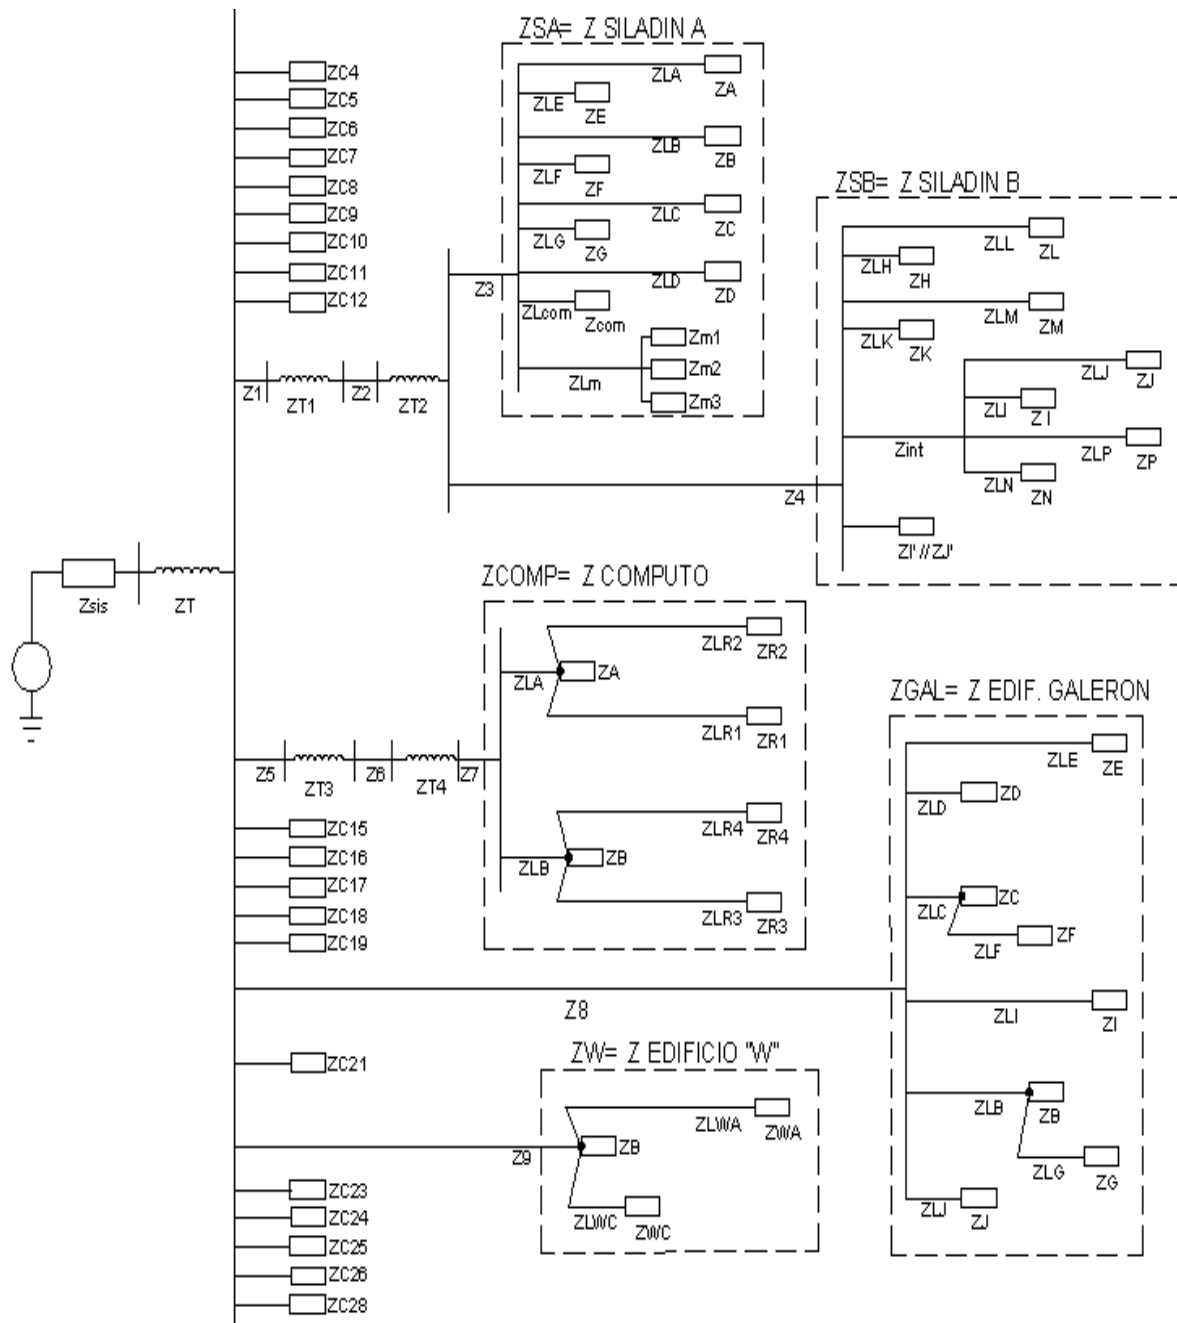 ZSA= Z SILADIN A
ZC4
ZC5
ZC6
ZC7
ZC8
ZC9
ZC10
ZC11
ZC12
ZLA
ZA
ZLE
ZE
ZLB
ZB
ZLF
ZF
ZLC
ZC
ZLG
ZG
ZLD
ZD
ZLcom
Zcom
Zm1
Zm2
Zm3
ZLm
Z3
Z1
ZT1
Z2
ZT2
ZSB= Z SILADIN B
ZLL
ZL
ZLH
ZH
ZLM
ZM
ZLK
ZK
ZLJ
ZJ
ZLI
ZI
Zint
ZLP
ZP
ZLN
ZN
Z4
ZI' // ZJ'
Zsis
ZT
ZCOMP= Z COMPUTO
ZLR2
ZR2
ZLA
ZA
ZLR1
ZR1
Z5
ZT3
Z6
ZT4
Z7
ZLR4
ZR4
ZLB
ZB
ZLR3
ZR3
ZC15
ZC16
ZC17
ZC18
ZC19
ZGAL= Z EDIF. GALERON
ZLE
ZE
ZLD
ZD
ZLC
ZC
ZLF
ZF
Z8
ZLI
ZI
ZLB
ZB
ZLG
ZG
ZLJ
ZJ
ZC21
ZW= Z EDIFICIO "W"
ZLWA
ZWA
Z9
ZB
ZLWC
ZWC
ZC23
ZC24
ZC25
ZC26
ZC28